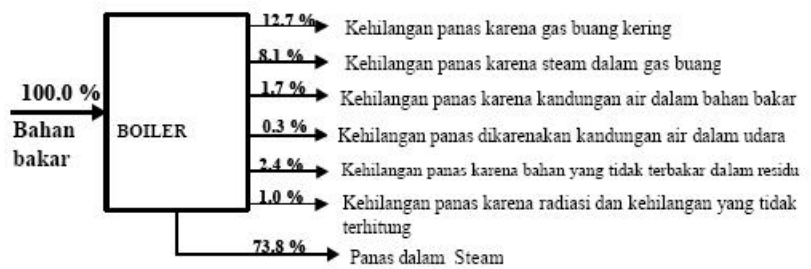 12.7 % Kehilangan panas karena gas buang kering
8.1 % Kehilangan panas karena steam dalam gas buang
100.0 % 1.7 % Kehilangan panas karena kandungan air dalam bahan bakar
Bahan BOILER 0.3 % Kehilangan panas dikarenakan kandungan air dalam udara
bakar 2.4 % Kehilangan panas karena bahan yang tidak terbakar dalam residu
1.0 % Kehilangan panas karena radiasi dan kehilangan yang tidak
terhitung
73.8 % Panas dalam Steam